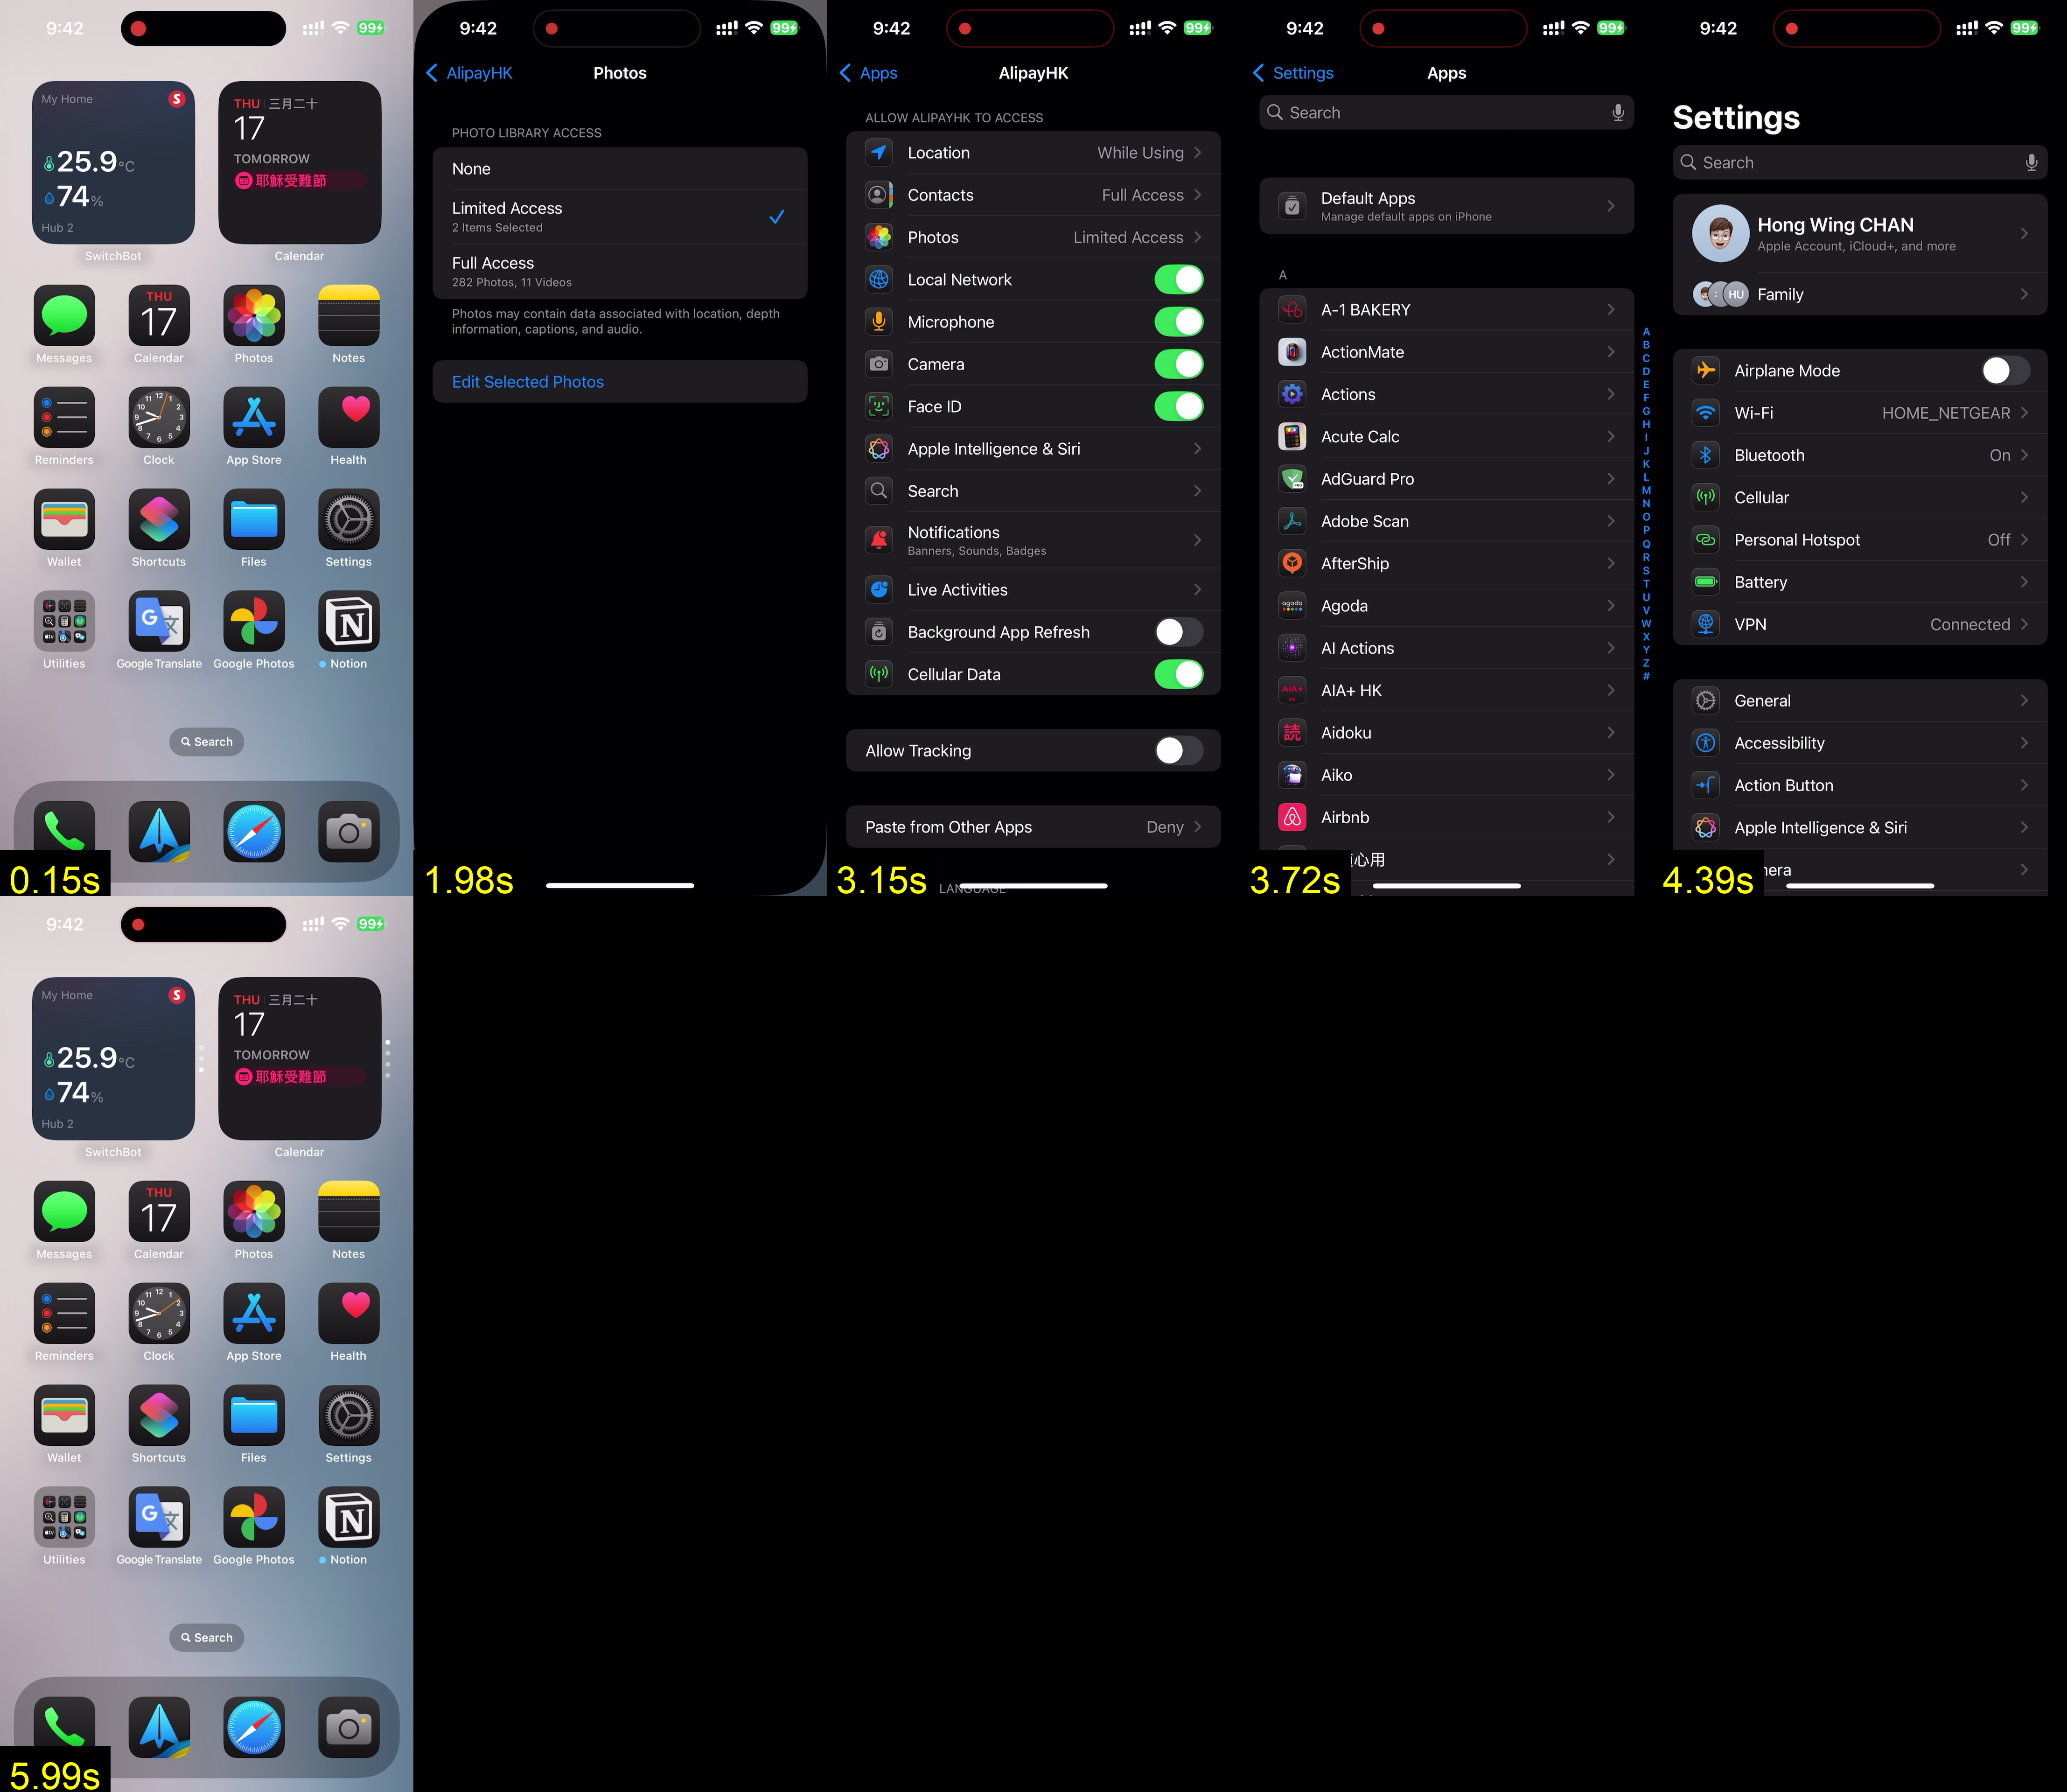 9:42
99
My Home
25.9°C
74%
Hub 2
SwitchBot
THU 三月二十
17
TOMORROW
耶穌受難節
Calendar
Messages
THU
17
Calendar
Photos
Notes
Reminders
Clock
App Store
Health
Wallet
Shortcuts
Files
Settings
Utilities
Google Translate
Google Photos
Notion
Search
0.15s
9:42
99
AlipayHK
Photos
PHOTO LIBRARY ACCESS
None
Limited Access
2 Items Selected
Full Access
282 Photos, 11 Videos
Photos may contain data associated with location, depth
information, captions, and audio.
Edit Selected Photos
1.98s
9:42
99
Apps
AlipayHK
ALLOW ALIPAYHK TO ACCESS
Location While Using
Contacts Full Access
Photos Limited Access
Local Network
Microphone
Camera
Face ID
Apple Intelligence & Siri
Search
Notifications
Banners, Sounds, Badges
Live Activities
Background App Refresh
Cellular Data
Allow Tracking
Paste from Other Apps Deny
LANGUAGE
3.15s
9:42
99
Settings
Apps
Search
Default Apps
Manage default apps on iPhone
A
A-1 BAKERY
ActionMate
Actions
Acute Calc
AdGuard Pro
Adobe Scan
AfterShip
agoda
Agoda
AI Actions
AIA+
AIA+ HK
読
Aidoku
Aiko
Airbnb
心用
A
B
C
D
E
F
G
H
I
J
K
L
M
N
O
P
Q
R
S
T
U
V
W
X
Y
Z
#
3.72s
9:42
99
Settings
Search
Hong Wing CHAN
Apple Account, iCloud+, and more
HU
Family
Airplane Mode
Wi-Fi HOME_NETGEAR
Bluetooth On
Cellular
Personal Hotspot Off
Battery
VPN Connected
General
Accessibility
Action Button
Apple Intelligence & Siri
nera
4.39s
9:42
99
My Home
25.9°C
74%
Hub 2
SwitchBot
THU 三月二十
17
TOMORROW
耶穌受難節
Calendar
Messages
THU
17
Calendar
Photos
Notes
Reminders
Clock
App Store
Health
Wallet
Shortcuts
Files
Settings
Utilities
Google Translate
Google Photos
Notion
Search
5.99s